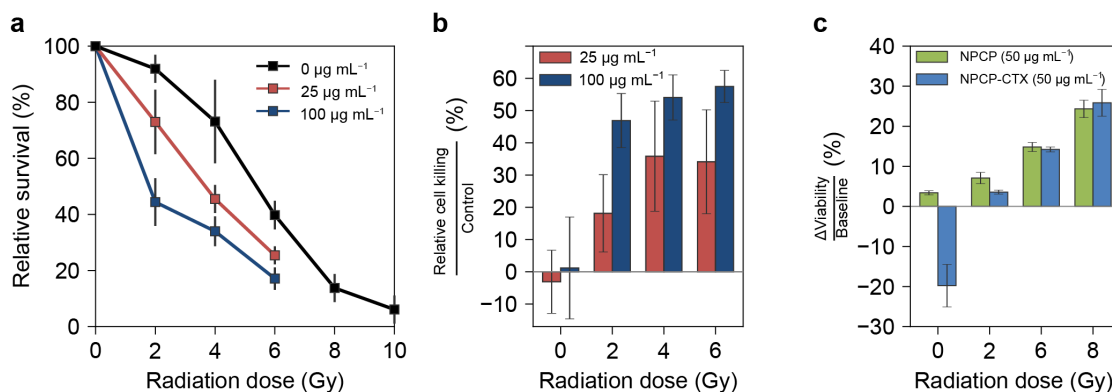 a
100
80
60
40
20
0
Relative survival (%)
0 µg mL⁻¹
25 µg mL⁻¹
100 µg mL⁻¹
0
2
4
6
8
10
Radiation dose (Gy)
b
60
50
40
30
20
10
0
−10
Relative cell killing
Control
(%)
25 µg mL⁻¹
100 µg mL⁻¹
0
2
4
6
Radiation dose (Gy)
c
40
30
20
10
0
−10
−20
−30
ΔViability
Baseline
(%)
NPCP (50 µg mL⁻¹)
NPCP-CTX (50 µg mL⁻¹)
0
2
6
8
Radiation dose (Gy)